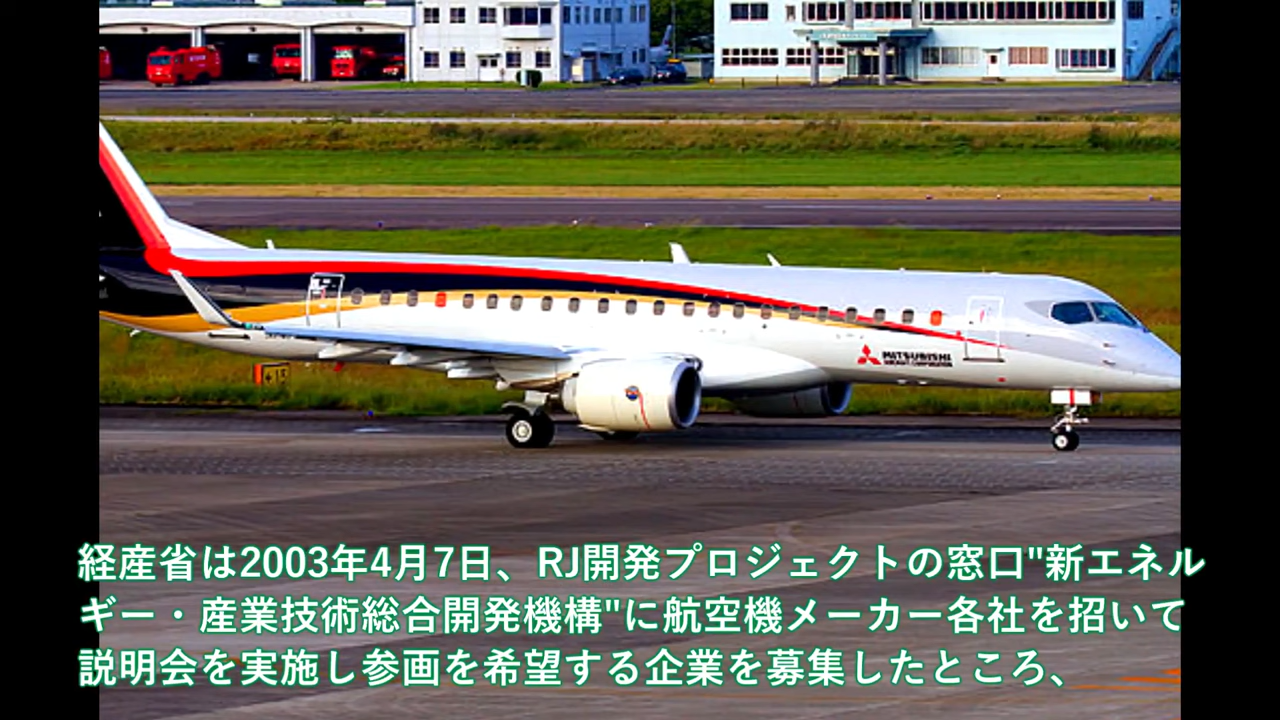 MITSUBISHI
AIRCRAFT CORPORATION
経産省は2003年4月7日、RJ開発プロジェクトの窓口"新エネル
ギー・産業技術総合開発機構"に航空機メーカー各社を招いて
説明会を実施し参画を希望する企業を募集したところ、